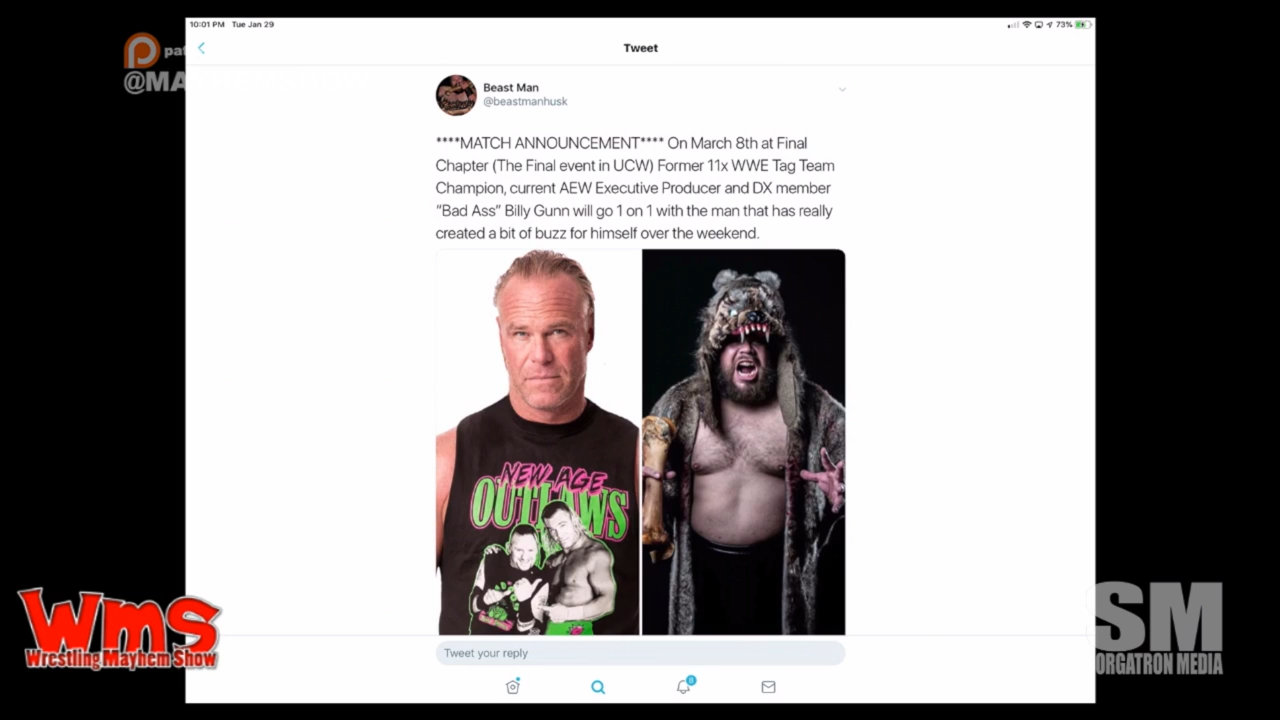 10:01 PM Tue Jan 29
73%
Tweet
@MA
Beast Man
@beastmanhusk
****MATCH ANNOUNCEMENT**** On March 8th at Final
Chapter (The Final event in UCW) Former 11x WWE Tag Team
Champion, current AEW Executive Producer and DX member
“Bad Ass” Billy Gunn will go 1 on 1 with the man that has really
created a bit of buzz for himself over the weekend.
NEW AGE
OUTLAWS
Tweet your reply
8
WMS
Wrestling Mayhem Show
SM
ORGATRON MEDIA